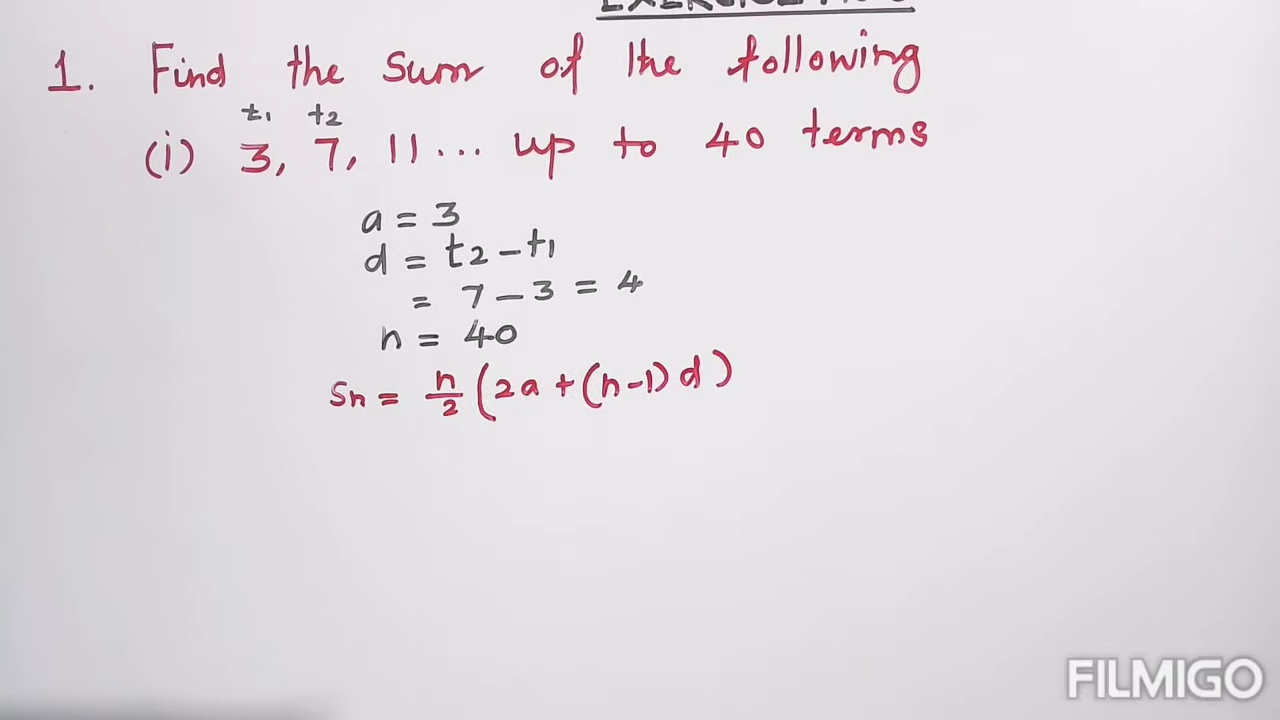 1. Find the sum of the following
t1 t2
(i) 3, 7, 11... up to 40 terms
a = 3
d = t2 - t1
= 7 - 3 = 4
n = 40
Sn = n/2 (2a + (n-1) d)
FILMIGO